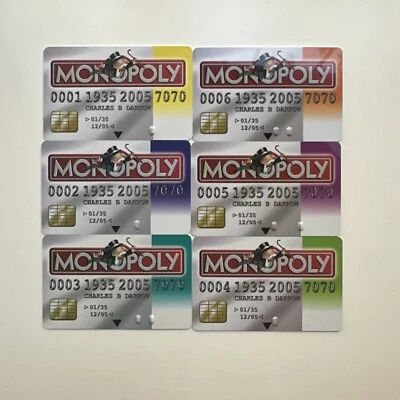 MONOPOLY
0001 1935 2005 7070
CHARLES B DARROW
▷01/35
12/05◁
MONOPOLY
0006 1935 2005 7070
CHARLES B DARROW
▷01/35
12/05◁
MONOPOLY
0002 1935 2005 7070
CHARLES B DARROW
▷01/35
12/05◁
MONOPOLY
0005 1935 2005 7070
CHARLES B DARROW
▷01/35
12/05◁
MONOPOLY
0003 1935 2005 7070
CHARLES B DARROW
▷01/35
12/05◁
MONOPOLY
0004 1935 2005 7070
CHARLES B DARROW
▷01/35
12/05◁